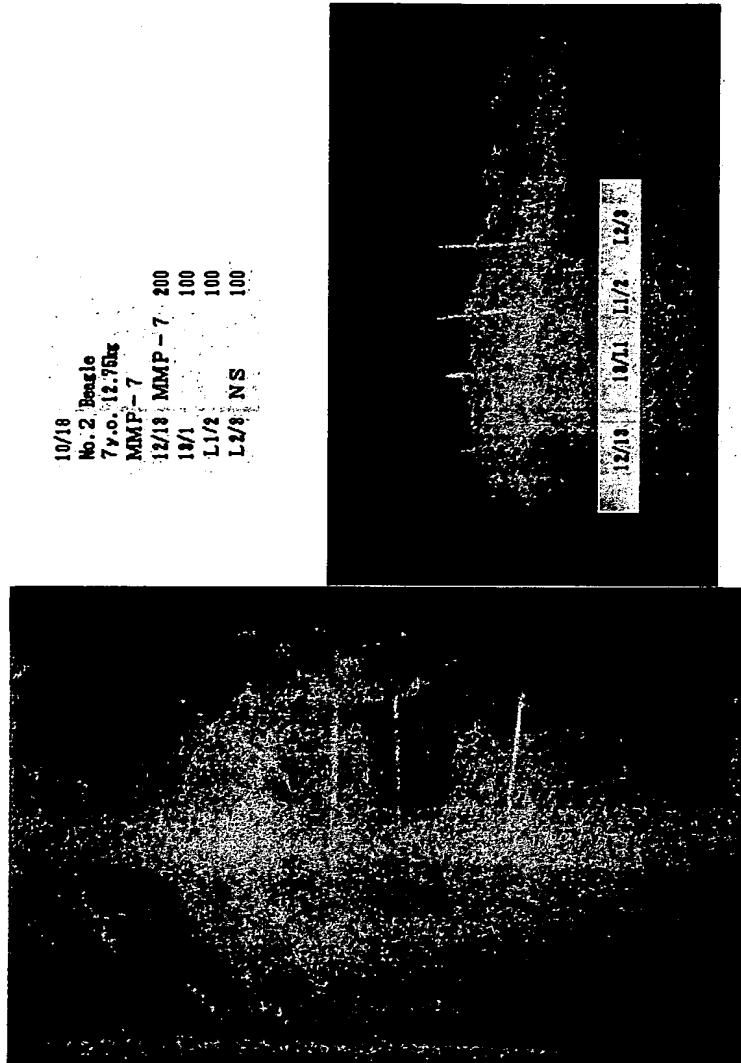 10/18
No.2 Beagle
7y.o. 12.75kg
MMP-7
12/13 MMP-7 200
13/1 100
L1/2 100
L2/3 NS 100
12/13 13/L1 L1/2 L2/3